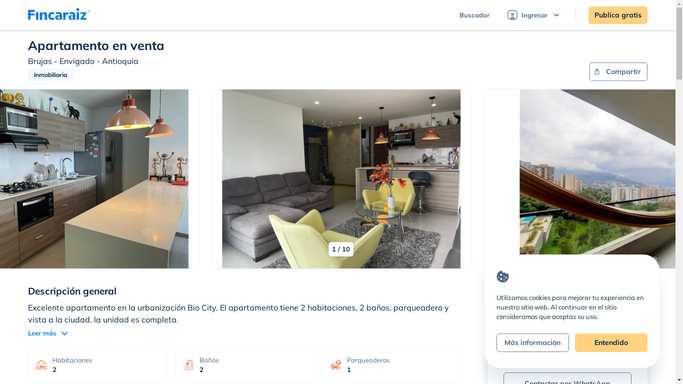 Fincaraiz
Buscador
Ingresar
Publica gratis
Apartamento en venta
Brujas - Envigado - Antioquia
Inmobiliaria
Compartir
1 / 10
Descripción general
Excelente apartamento en la urbanización Bio City. El apartamento tiene 2 habitaciones, 2 baños, parqueadero y
vista a la ciudad. la unidad es completa.
Leer más
Habitaciones
2
Baños
2
Parqueaderos
1
Utilizamos cookies para mejorar tu experiencia en
nuestro sitio web. Al continuar en el sitio
consideramos que aceptas su uso.
Más información
Entendido
Contactar por WhatsApp